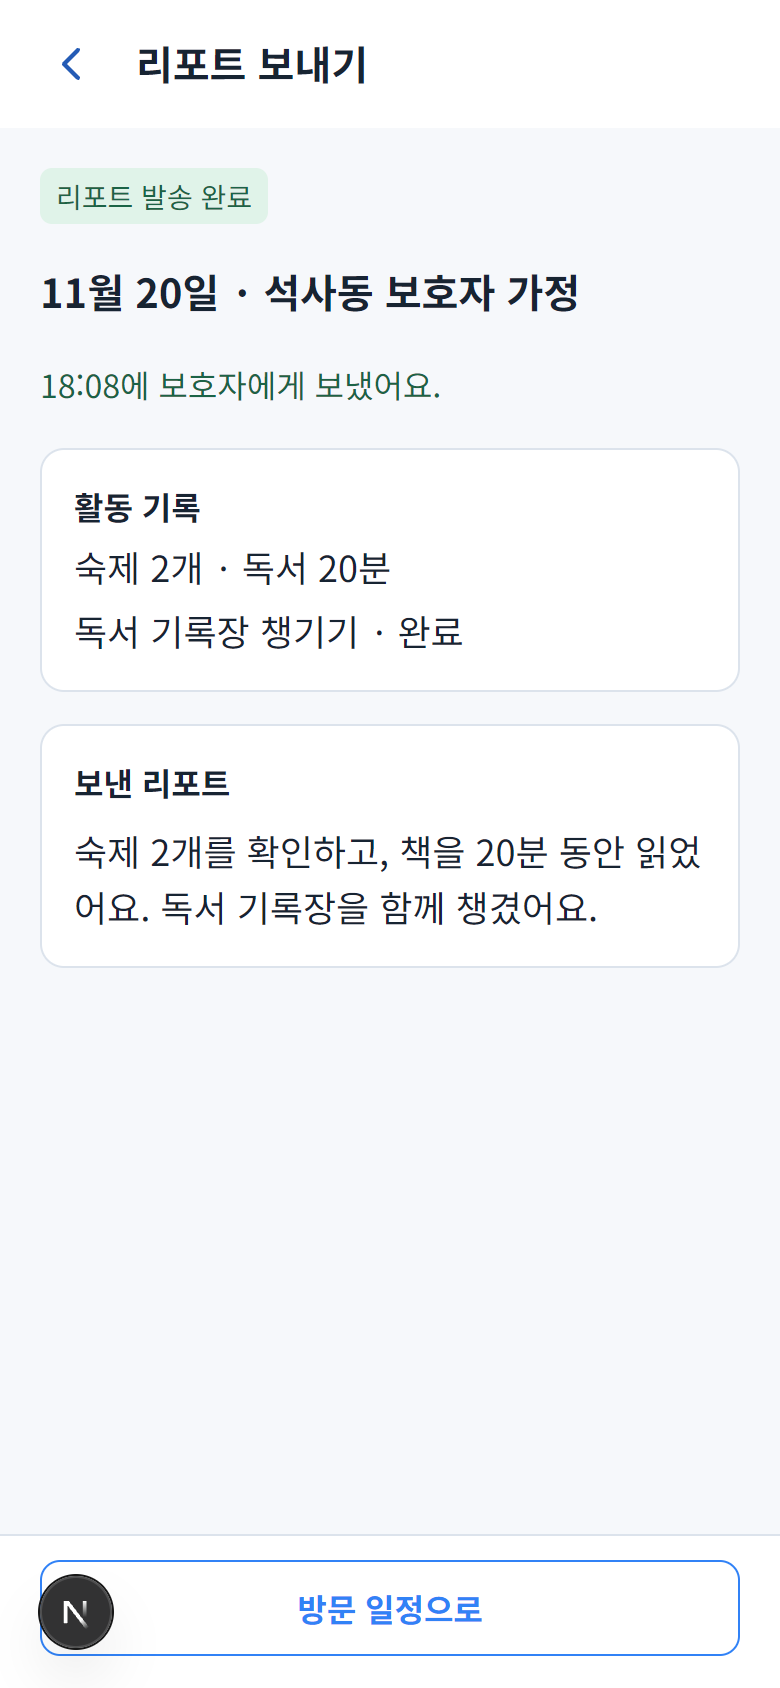 리포트 보내기
리포트 발송 완료
11월 20일 · 석사동 보호자 가정
18:08에 보호자에게 보냈어요.
활동 기록
숙제 2개 · 독서 20분
독서 기록장 챙기기 · 완료
보낸 리포트
숙제 2개를 확인하고, 책을 20분 동안 읽었
어요. 독서 기록장을 함께 챙겼어요.
N
방문 일정으로